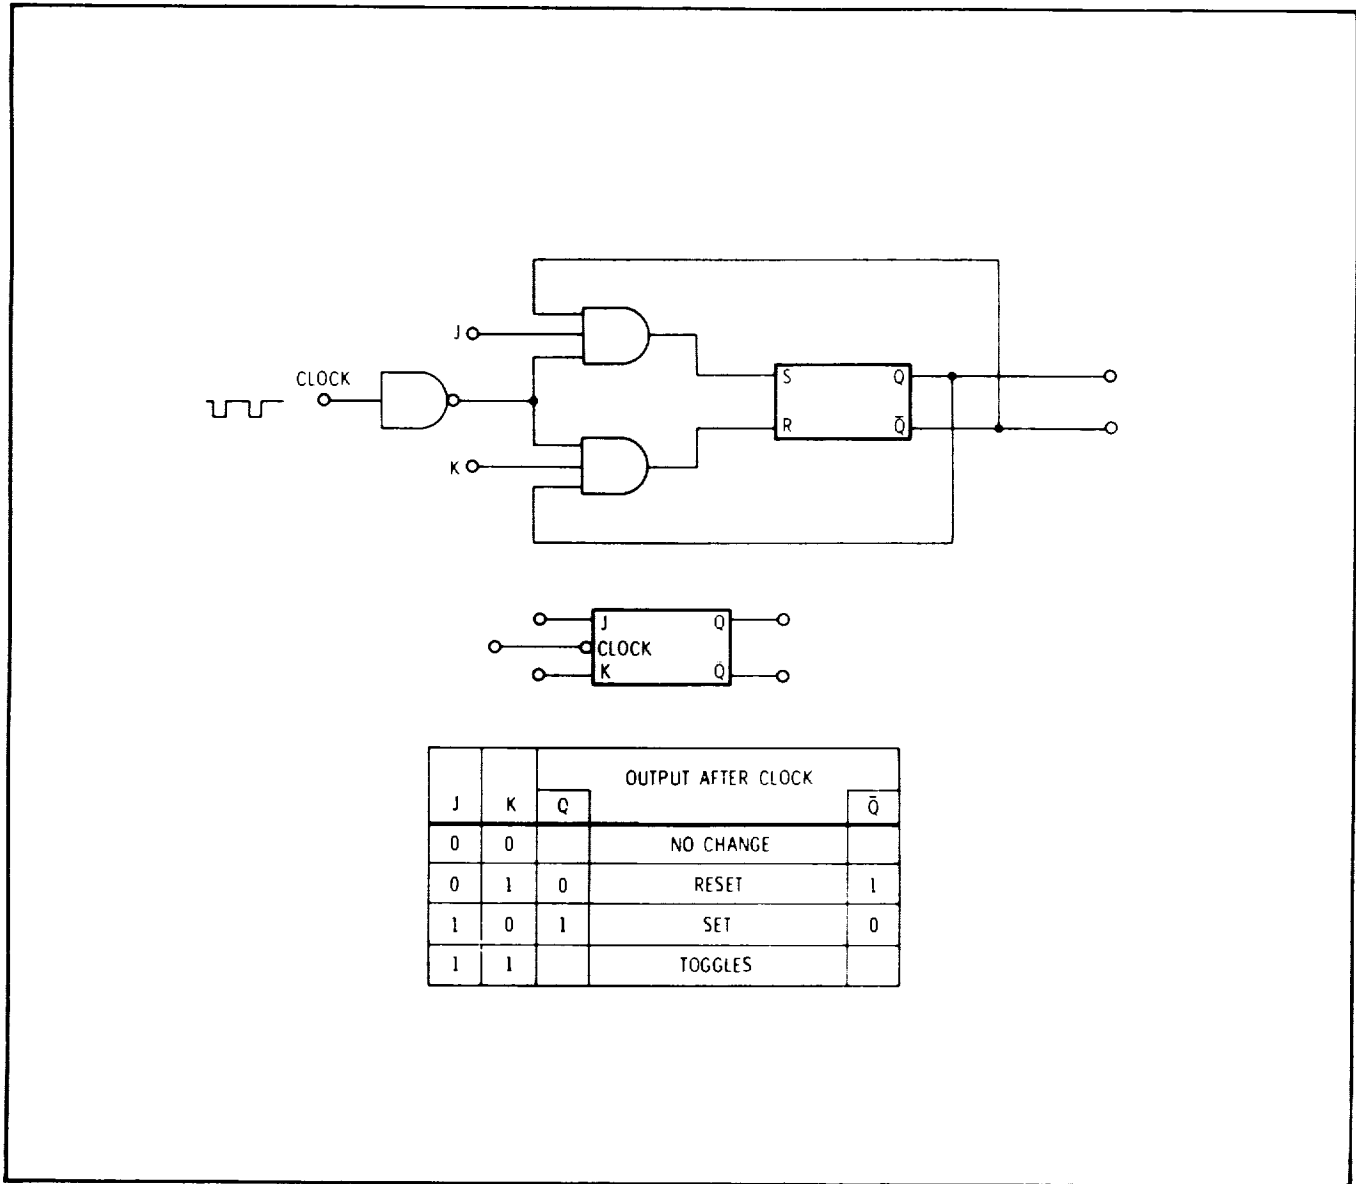 J
CLOCK
S Q
R Q̄
K
J Q
CLOCK
K Q̄
OUTPUT AFTER CLOCK
J K Q Q̄
0 0 NO CHANGE
0 1 0 RESET 1
1 0 1 SET 0
1 1 TOGGLES